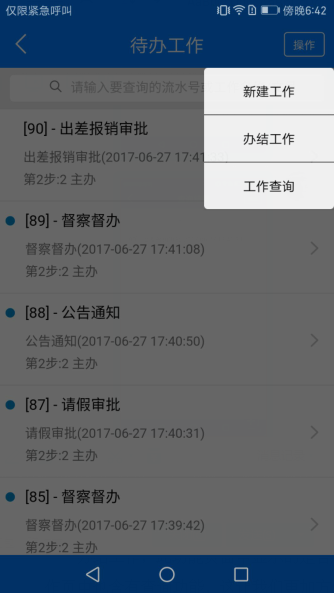 仅限紧急呼叫
傍晚6:42
待办工作
操作
请输入要查询的流水号
新建工作
办结工作
工作查询
[90] - 出差报销审批
出差报销审批(2017-06-27 17:41
第2步:2 主办
[89] - 督察督办
督察督办(2017-06-27 17:41:08)
第2步:2 主办
[88] - 公告通知
公告通知(2017-06-27 17:40:50)
第2步:2 主办
[87] - 请假审批
请假审批(2017-06-27 17:40:31)
第2步:2 主办
[85] - 督察督办
督察督办(2017-06-27 17:39:42)
第2步:2 主办